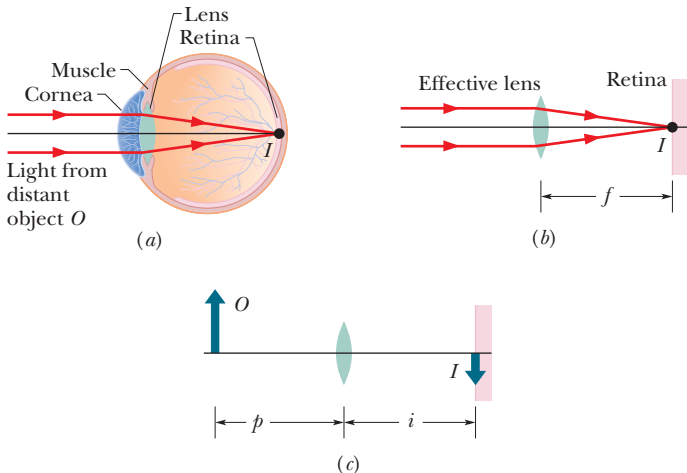 Lens
Retina
Muscle
Cornea
I
Light from
distant
object O
(a)
Effective lens
Retina
I
f
(b)
O
I
p
i
(c)